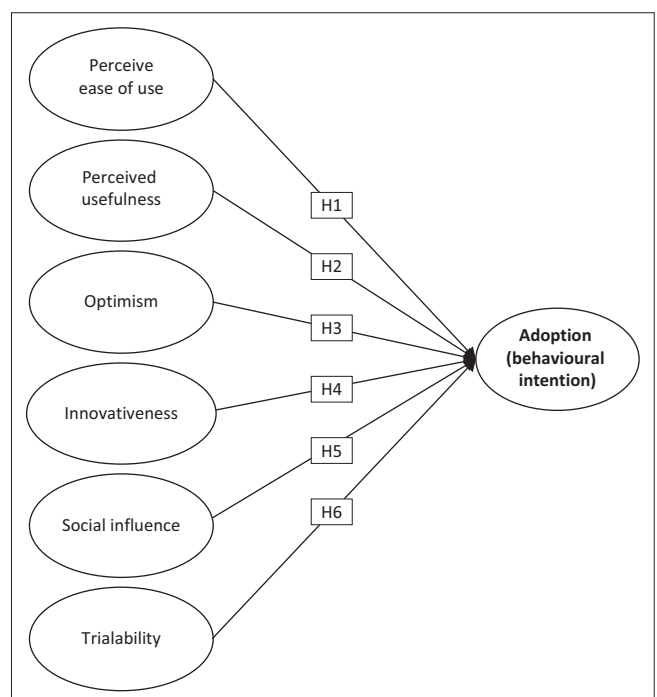 Perceive
ease of use
Perceived
usefulness
H1
H2
Optimism
H3
Adoption
(behavioural
intention)
H4
Innovativeness
H5
Social influence
H6
Trialability